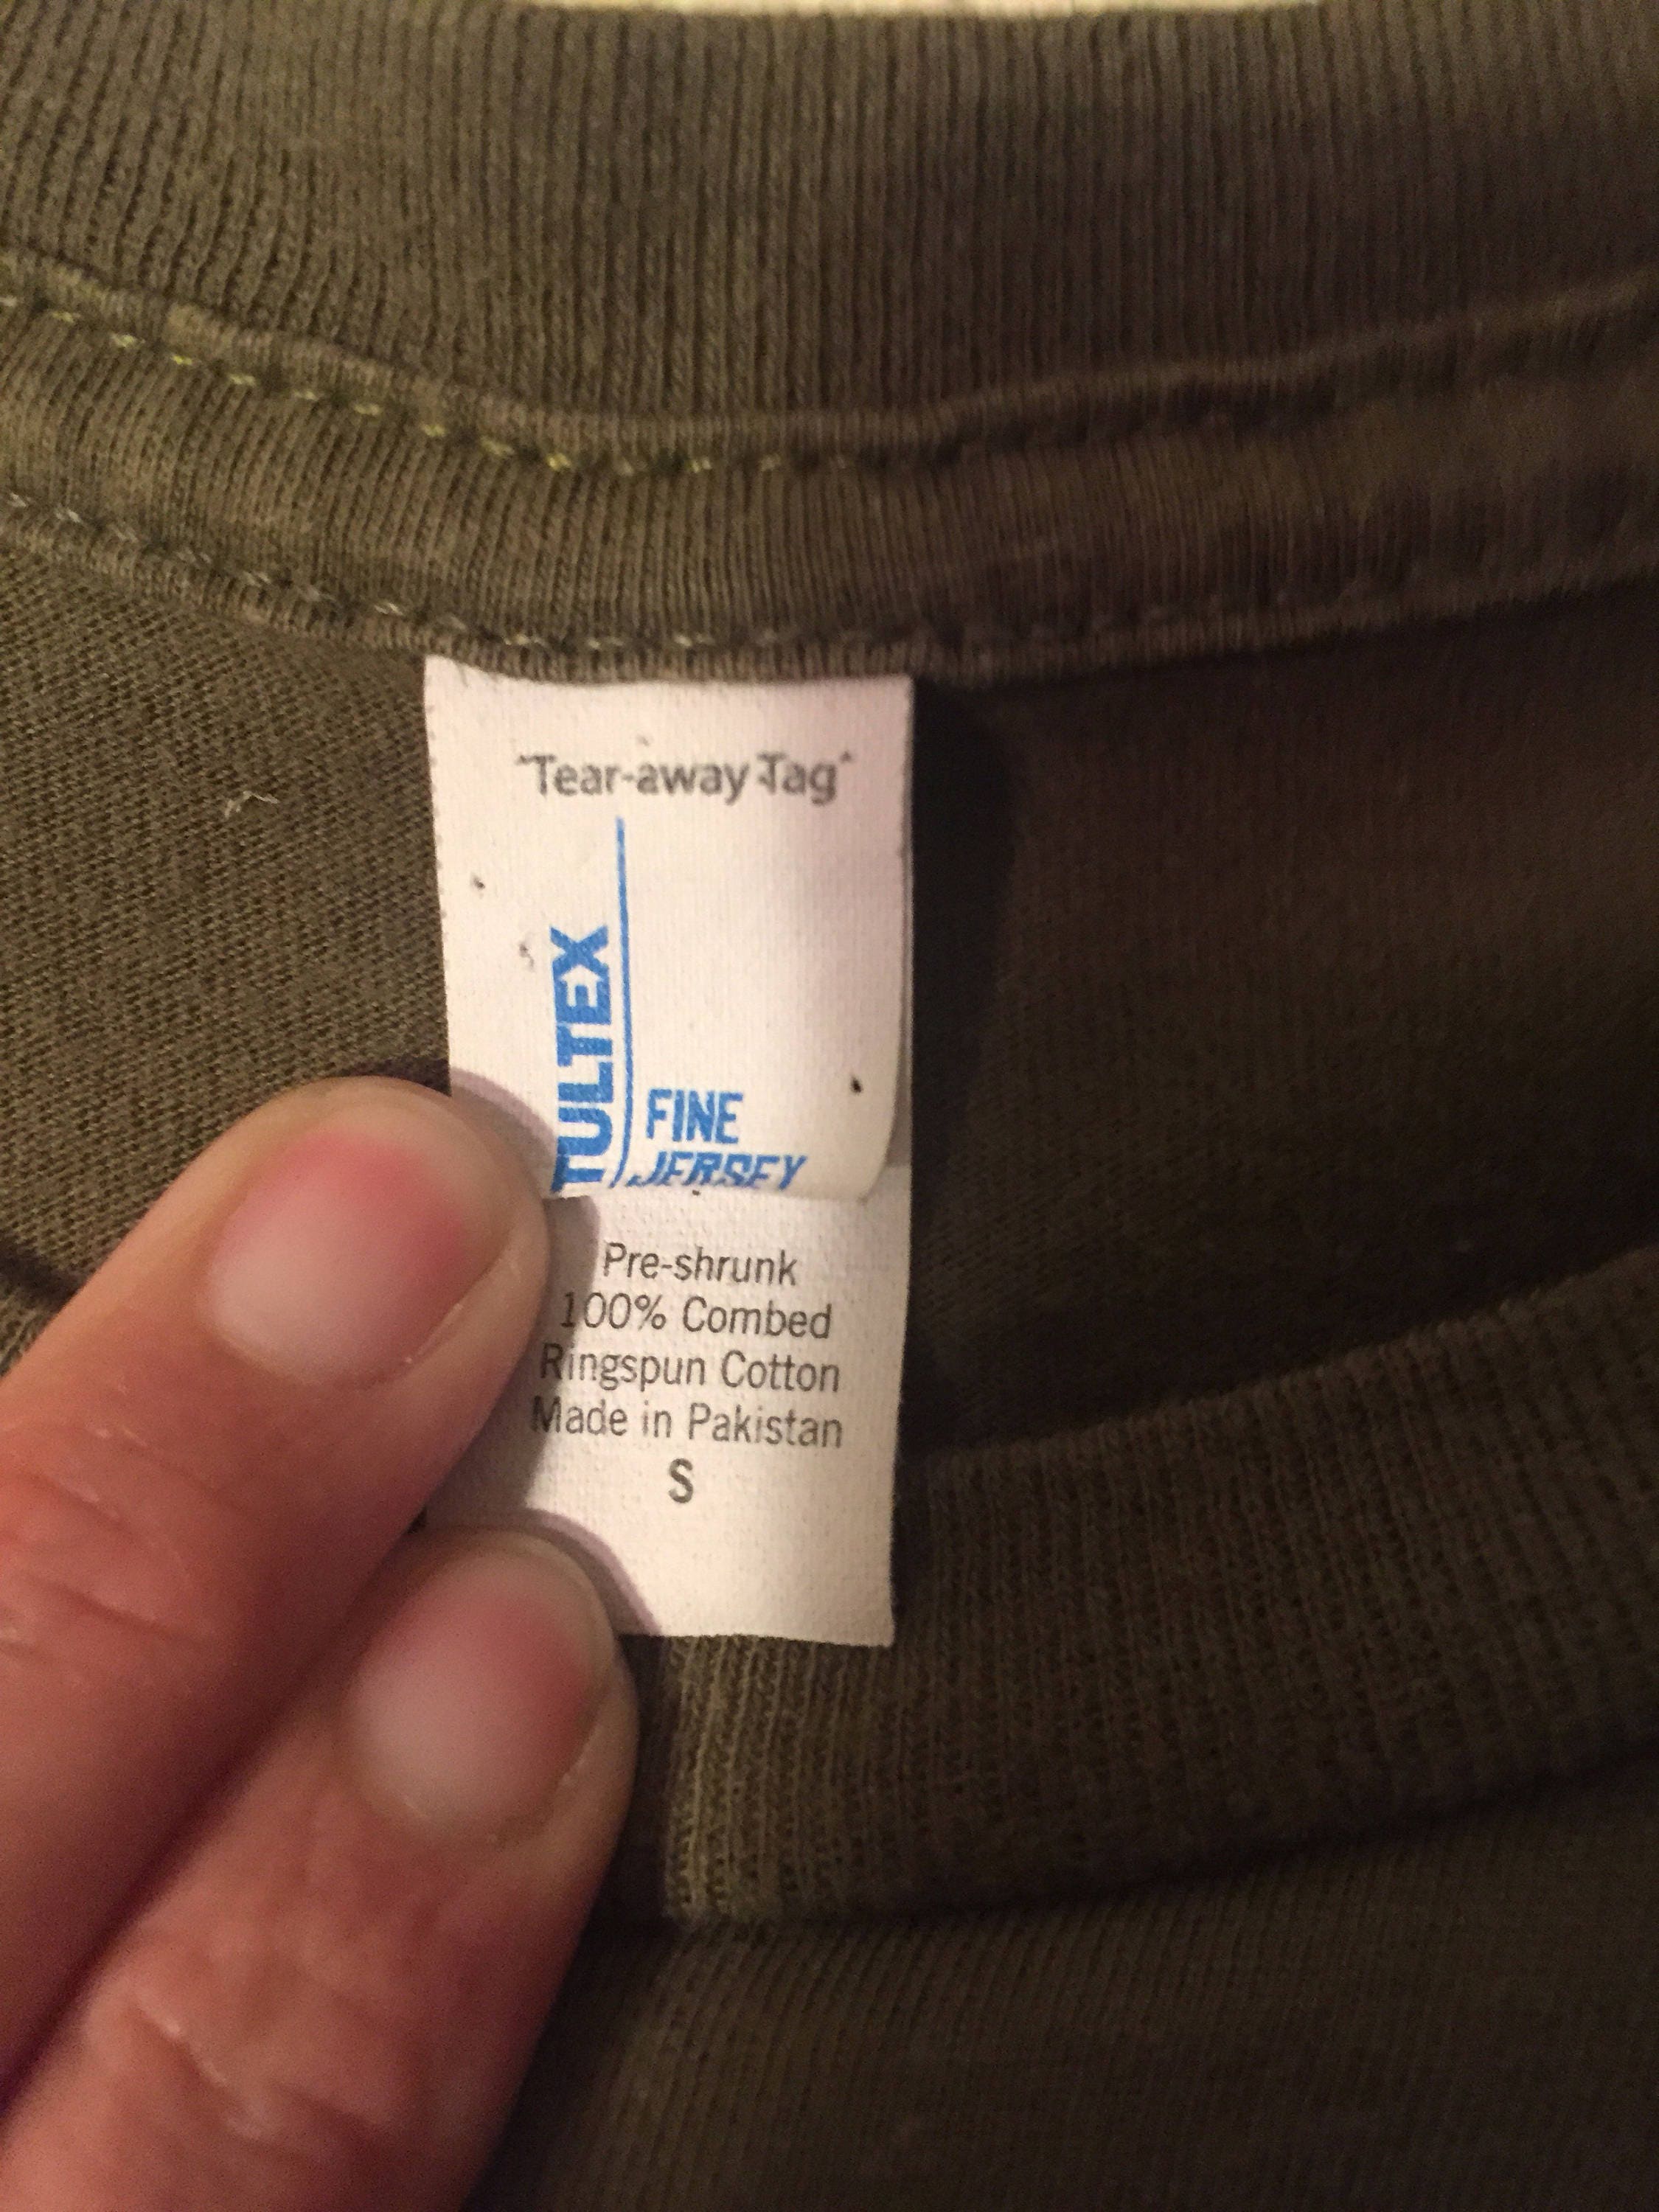 "Tear-away Tag"
TULTEX
FINE
JERSEY
Pre-shrunk
100% Combed
Ringspun Cotton
Made in Pakistan
S